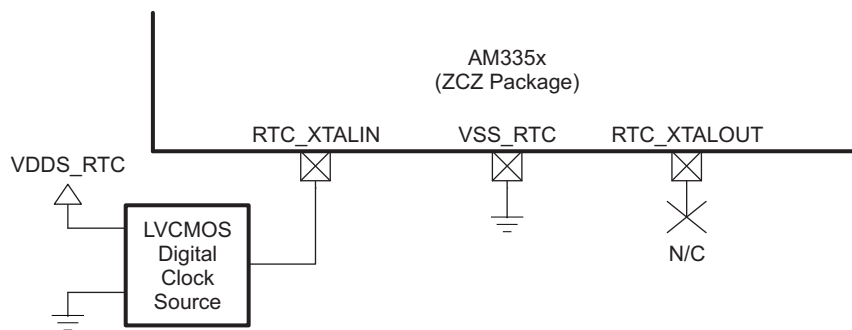 AM335x
(ZCZ Package)
RTC_XTALIN
VSS_RTC
RTC_XTALOUT
VDDS_RTC
LVCMOS
Digital
Clock
Source
N/C